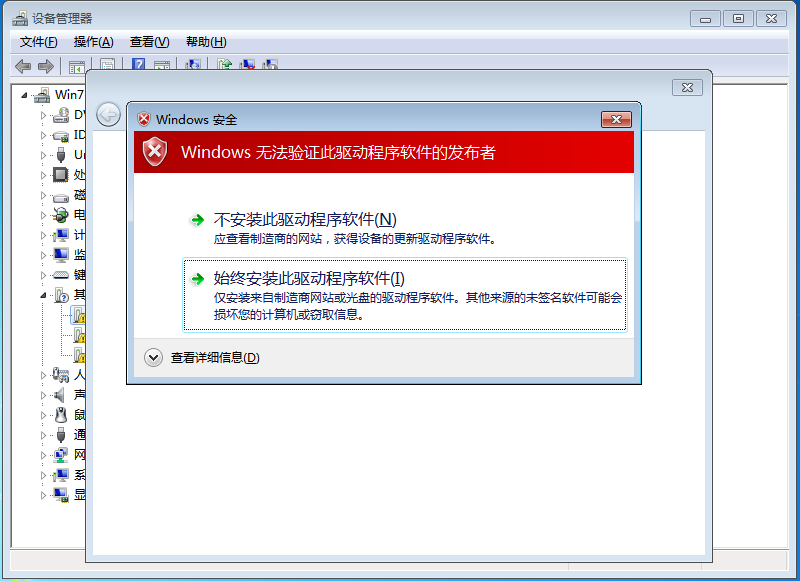 设备管理器
文件(F) 操作(A) 查看(V) 帮助(H)
Win7
DV
ID
Un
处
磁
电
计
监
键
其
人
声
鼠
通
网
系
显
Windows 安全
Windows 无法验证此驱动程序软件的发布者
不安装此驱动程序软件(N)
应查看制造商的网站，获得设备的更新驱动程序软件。
始终安装此驱动程序软件(I)
仅安装来自制造商网站或光盘的驱动程序软件。其他来源的未签名软件可能会
损坏您的计算机或窃取信息。
查看详细信息(D)